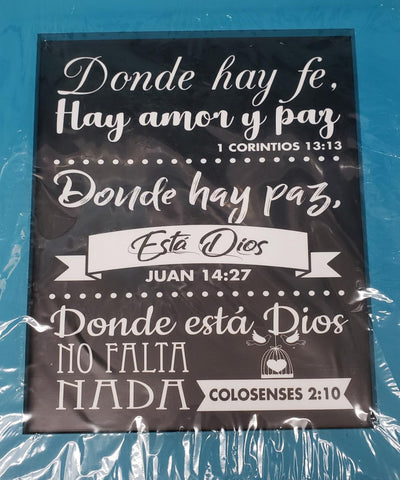 Donde hay fe,
Hay amor y paz
1 CORINTIOS 13:13
Donde hay paz,
Está Dios
JUAN 14:27
Donde está Dios
NO FALTA
NADA
COLOSENSES 2:10